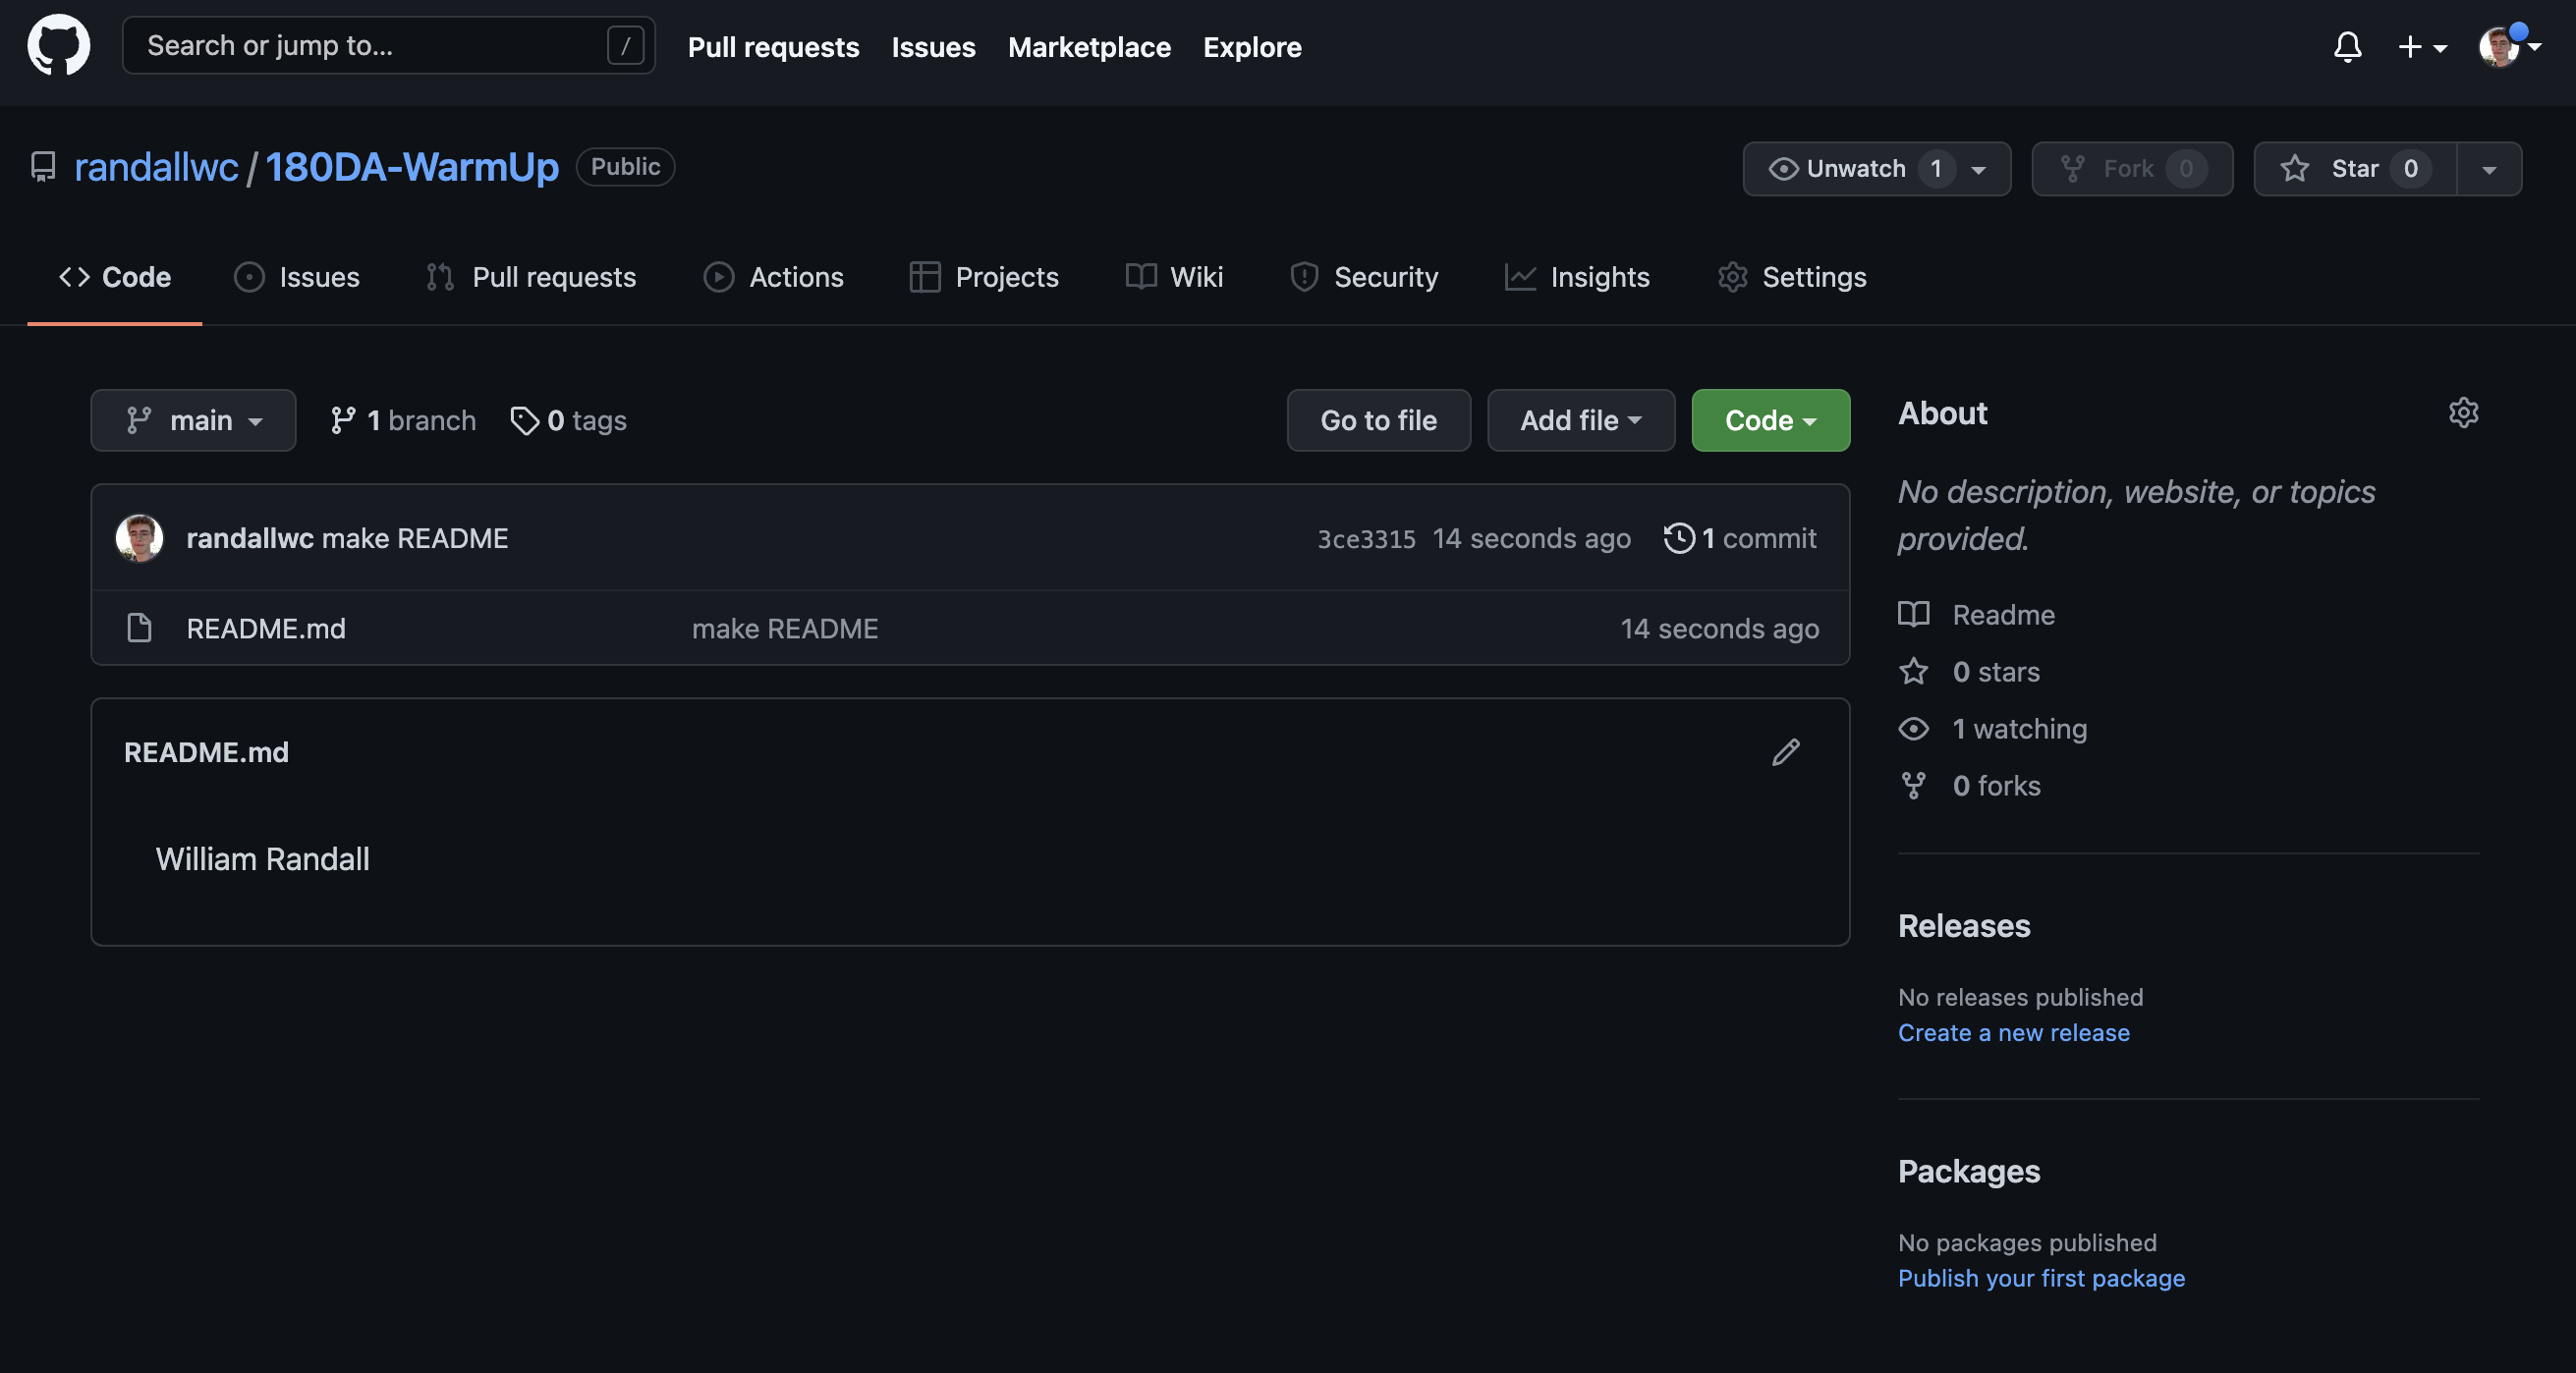 Search or jump to... /
Pull requests Issues Marketplace Explore
randallwc / 180DA-WarmUp Public
Unwatch 1 Fork 0 Star 0
Code Issues Pull requests Actions Projects Wiki Security Insights Settings
main 1 branch 0 tags
Go to file Add file Code
randallwc make README 3ce3315 14 seconds ago 1 commit
README.md make README 14 seconds ago
README.md
William Randall
About
No description, website, or topics
provided.
Readme
0 stars
1 watching
0 forks
Releases
No releases published
Create a new release
Packages
No packages published
Publish your first package